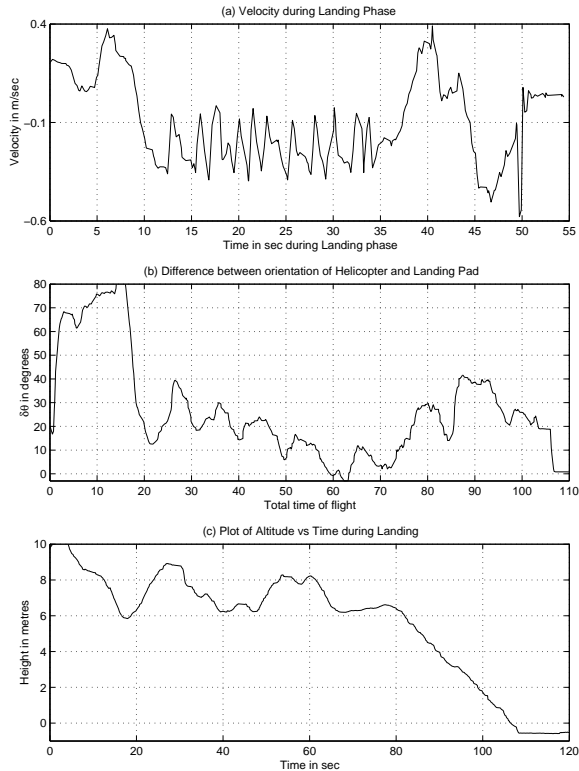 (a) Velocity during Landing Phase
0.4
−0.1
−0.6
Velocity in m/sec
0 5 10 15 20 25 30 35 40 45 50 55
Time in sec during Landing phase
(b) Difference between orientation of Helicopter and Landing Pad
80
70
60
50
40
30
20
10
0
δθ in degrees
0 10 20 30 40 50 60 70 80 90 100 110
Total time of flight
(c) Plot of Altitude vs Time during Landing
10
8
6
4
2
0
Height in metres
0 20 40 60 80 100 120
Time in sec